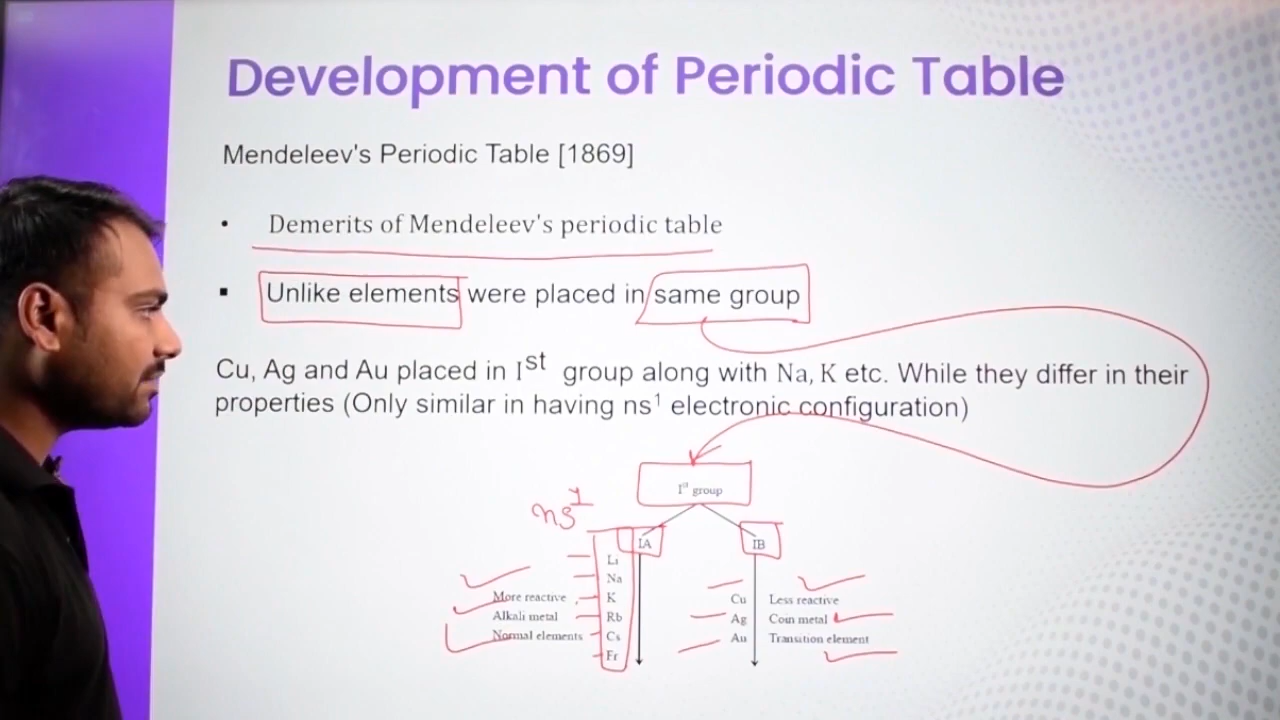 Development of Periodic Table
Mendeleev's Periodic Table [1869]
• Demerits of Mendeleev's periodic table
▪ Unlike elements were placed in same group
Cu, Ag and Au placed in Iˢᵗ group along with Na, K etc. While they differ in their
properties (Only similar in having ns¹ electronic configuration)
Iˢᵗ group
ns¹
IA IB
Li
Na
More reactive K Cu Less reactive
Alkali metal Rb Ag Coin metal
Normal elements Cs Au Transition element
Fr